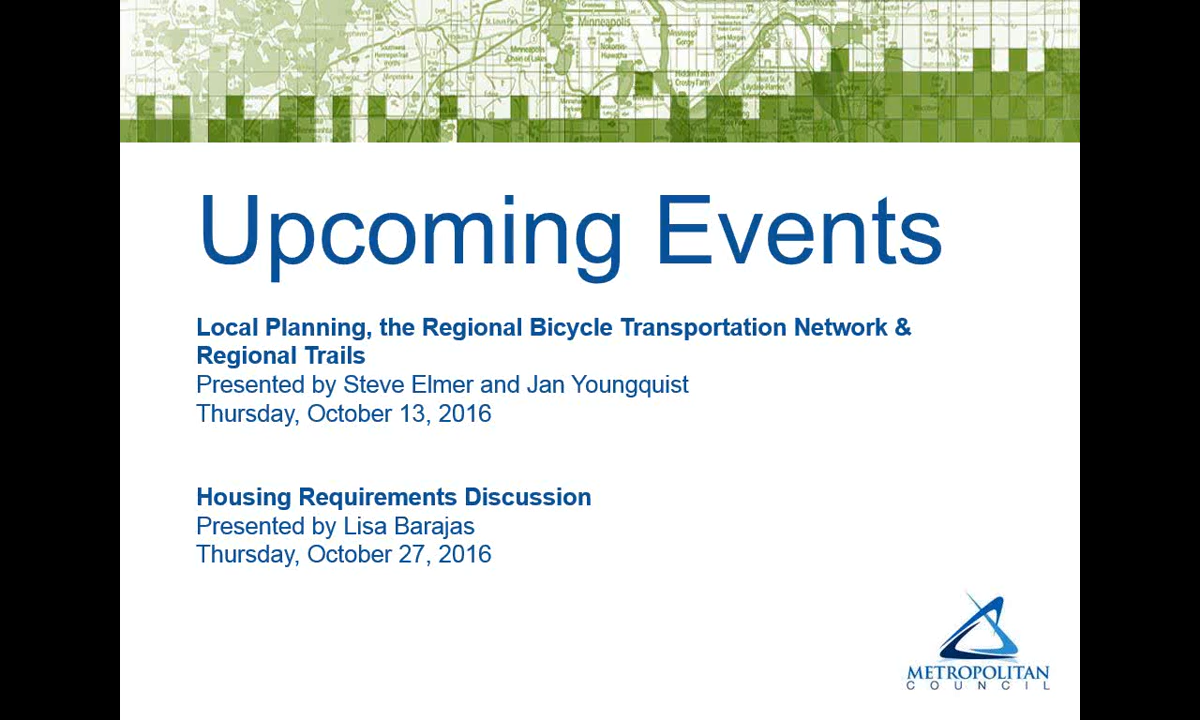 Minneapolis
Upcoming Events
Local Planning, the Regional Bicycle Transportation Network &
Regional Trails
Presented by Steve Elmer and Jan Youngquist
Thursday, October 13, 2016
Housing Requirements Discussion
Presented by Lisa Barajas
Thursday, October 27, 2016
METROPOLITAN
COUNCIL